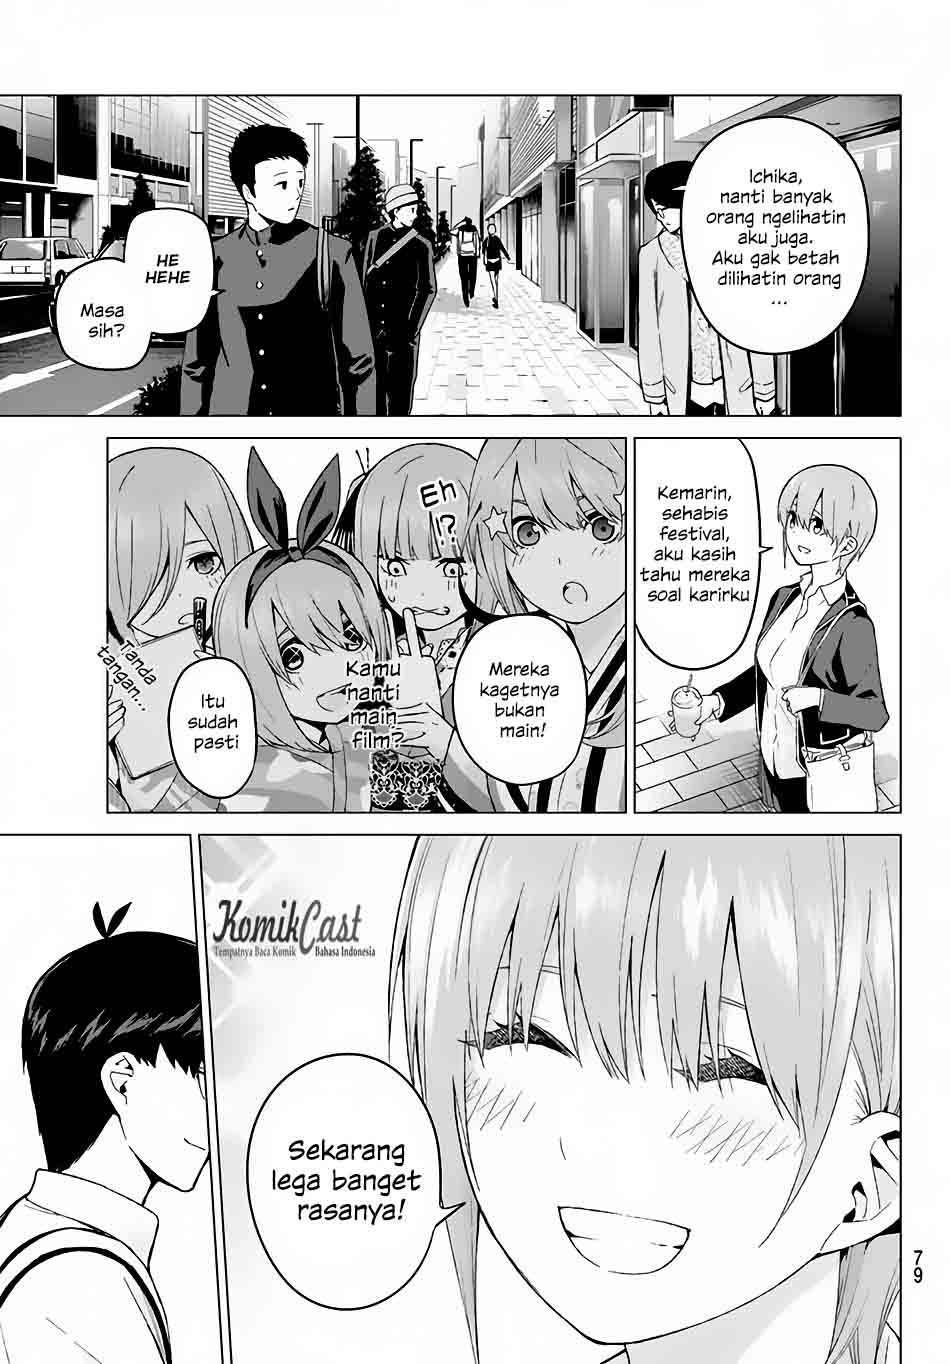 Ichika,
nanti banyak
orang ngelihatin
aku juga.
Aku gak betah
dilihatin orang
...
HE
HEHE
Masa
sih?
Kemarin,
sehabis
festival,
aku kasih
tahu mereka
soal karirku
Eh
?
Mereka
kagetnya
bukan
main!
Kamu
nanti
main
film?
Tanda
tangan...
Itu
sudah
pasti
KomikCast
Tempatnya Baca Komik Bahasa Indonesia
Sekarang
lega banget
rasanya!
79